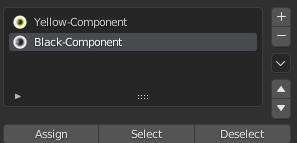 Yellow-Component
Black-Component
Assign Select Deselect